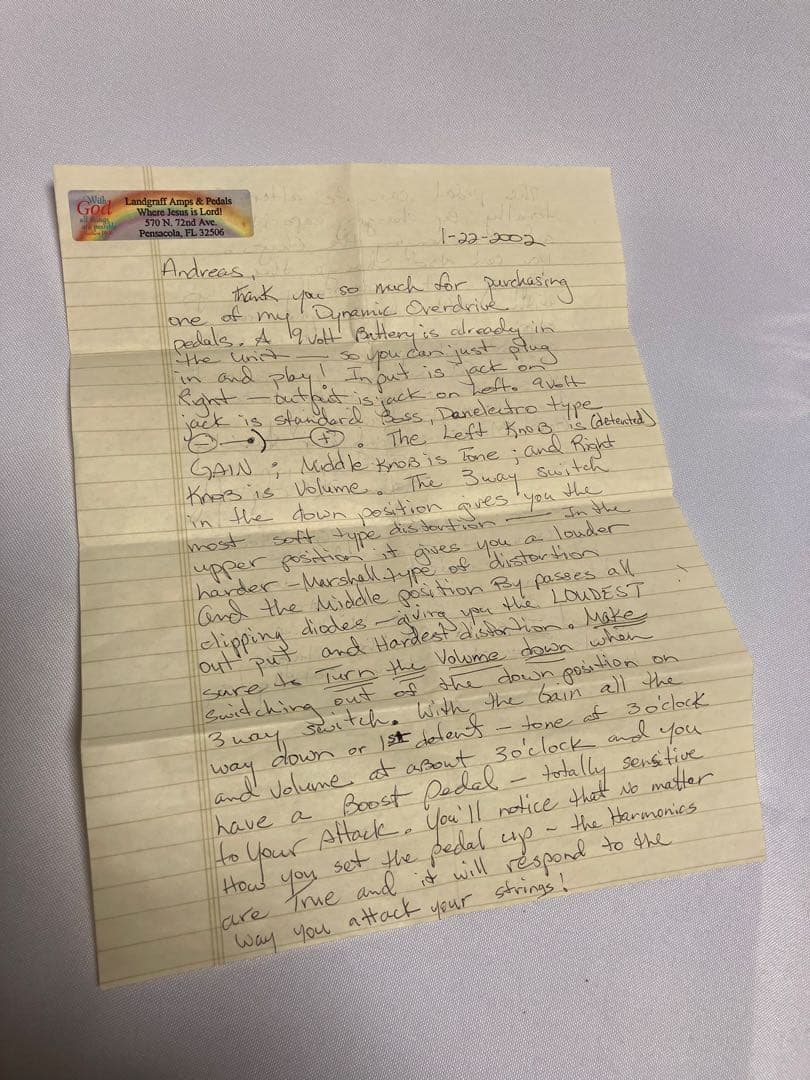 With
God
all things
are possible
Landgraff Amps & Pedals
Where Jesus is Lord!
570 N. 72nd Ave.
Pensacola, FL 32506
1-22-2002
Andreas,
Thank you so much for purchasing
one of my Dynamic Overdrive
pedals. A 9 volt Battery is already in
the unit — so you can just plug
in and play! Input is jack on
Right — output is jack on Left. 9volt
jack is standard Boss, Danelectro type
(-) (+). The Left Knob is (detented)
GAIN; Middle Knob is Tone; and Right
Knob is Volume. The 3way switch
in the down position gives you the
most soft type distortion — In the
upper position it gives you a louder
harder - Marshall type of distortion
and the Middle position By passes all
clipping diodes - giving you the LOUDEST
out put and Hardest distortion. Make
sure to Turn the Volume down when
switching out of the down position on
3way switch. With the Gain all the
way down or 1st detent - tone at 3 o'clock
and volume at about 3 o'clock and you
have a Boost Pedal - totally sensitive
to Your Attack. You'll notice that No matter
How you set the pedal up - the Harmonics
are True and it will respond to the
way you attack your strings!